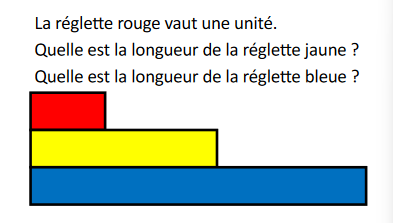 La réglette rouge vaut une unité.
Quelle est la longueur de la réglette jaune ?
Quelle est la longueur de la réglette bleue ?